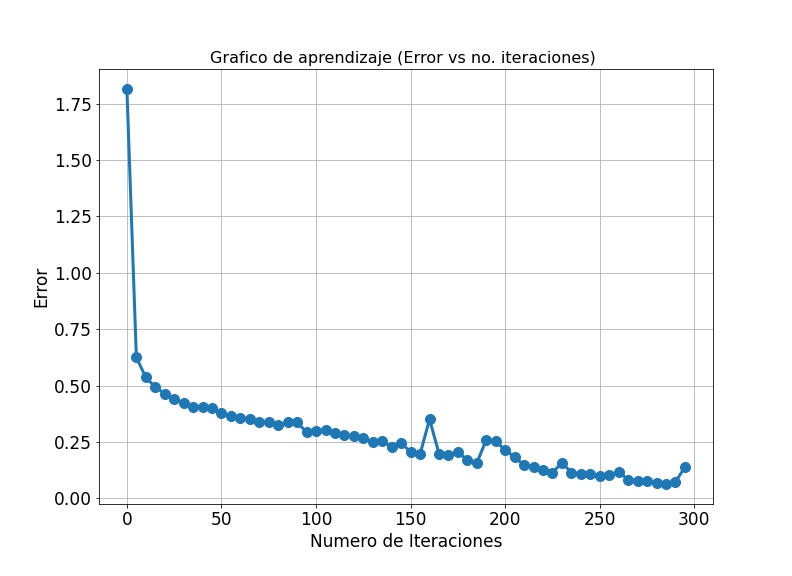 Grafico de aprendizaje (Error vs no. iteraciones)
1.75
1.50
1.25
1.00
0.75
0.50
0.25
0.00
Error
0 50 100 150 200 250 300
Numero de Iteraciones